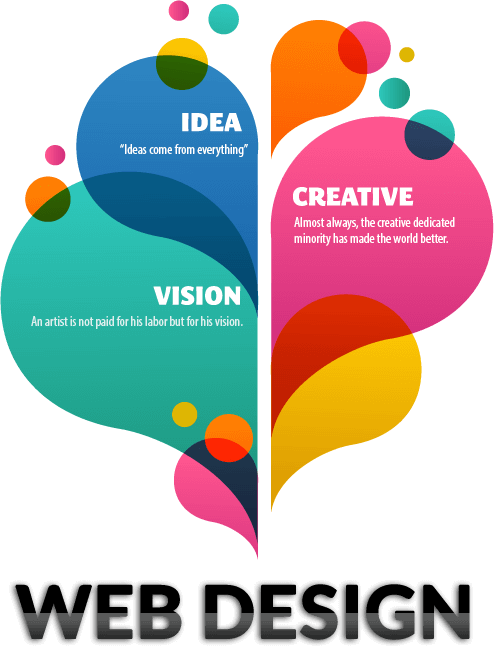 IDEA
“Ideas come from everything”
CREATIVE
Almost always, the creative dedicated
minority has made the world better.
VISION
An artist is not paid for his labor but for his vision.
WEB DESIGN